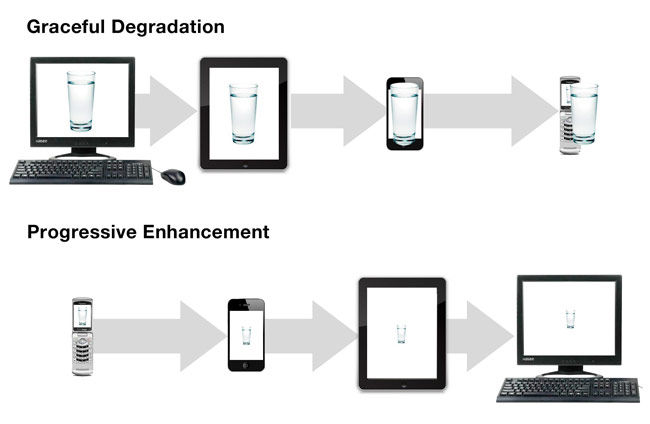 Graceful Degradation
Progressive Enhancement